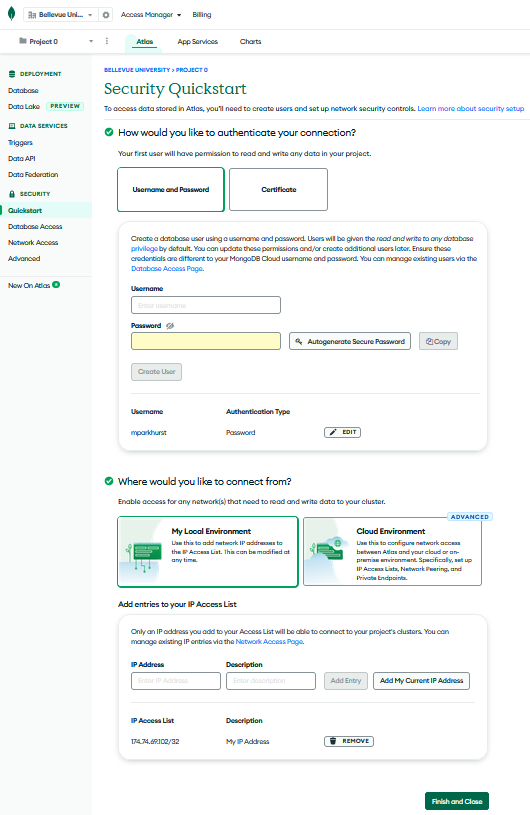 Bellevue Uni...
Access Manager
Billing
Project 0
Atlas
App Services
Charts
DEPLOYMENT
Database
Data Lake
PREVIEW
DATA SERVICES
Triggers
Data API
Data Federation
SECURITY
Quickstart
Database Access
Network Access
Advanced
New On Atlas
BELLEVUE UNIVERSITY > PROJECT 0
Security Quickstart
To access data stored in Atlas, you'll need to create users and set up network security controls. Learn more about security setup
How would you like to authenticate your connection?
Your first user will have permission to read and write any data in your project.
Username and Password
Certificate
Create a database user using a username and password. Users will be given the read and write to any database
privilege by default. You can update these permissions and/or create additional users later. Ensure these
credentials are different to your MongoDB Cloud username and password. You can manage existing users via the
Database Access Page.
Username
Enter username
Password
Autogenerate Secure Password
Copy
Create User
Username
Authentication Type
mparkhurst
Password
EDIT
Where would you like to connect from?
Enable access for any network(s) that need to read and write data to your cluster.
My Local Environment
Use this to add network IP addresses to
the IP Access List. This can be modified at
any time.
ADVANCED
Cloud Environment
Use this to configure network access
between Atlas and your cloud or on-
premise environment. Specifically, set up
IP Access Lists, Network Peering, and
Private Endpoints.
Add entries to your IP Access List
Only an IP address you add to your Access List will be able to connect to your project's clusters. You can
manage existing IP entries via the Network Access Page.
IP Address
Description
Enter IP Address
Enter description
Add Entry
Add My Current IP Address
IP Access List
Description
174.74.69.102/32
My IP Address
REMOVE
Finish and Close